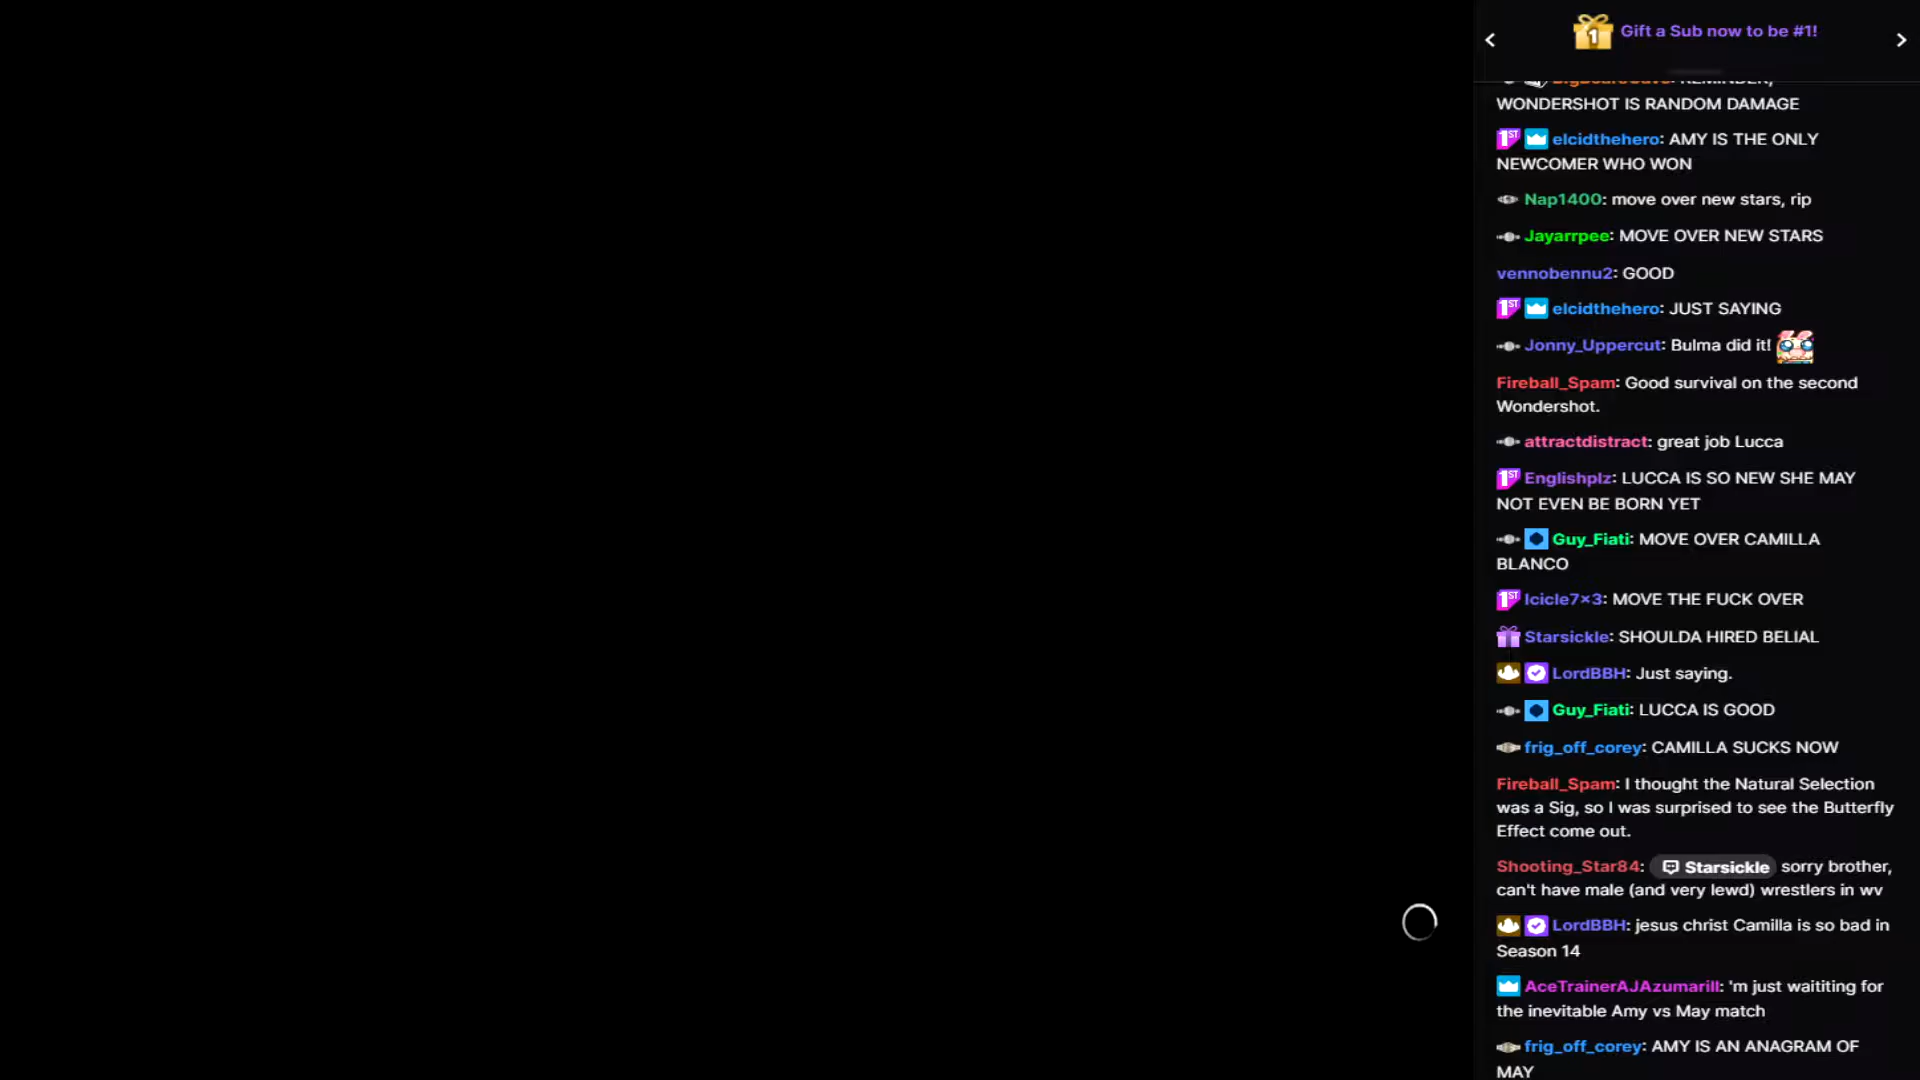 Gift a Sub now to be #1!
REMINDER,
WONDERSHOT IS RANDOM DAMAGE
elcidthehero: AMY IS THE ONLY
NEWCOMER WHO WON
Nap1400: move over new stars, rip
Jayarrpee: MOVE OVER NEW STARS
vennobennu2: GOOD
elcidthehero: JUST SAYING
Jonny_Uppercut: Bulma did it!
Fireball_Spam: Good survival on the second
Wondershot.
attractdistract: great job Lucca
Englishplz: LUCCA IS SO NEW SHE MAY
NOT EVEN BE BORN YET
Guy_Fiati: MOVE OVER CAMILLA
BLANCO
Icicle7x3: MOVE THE FUCK OVER
Starsickle: SHOULDA HIRED BELIAL
LordBBH: Just saying.
Guy_Fiati: LUCCA IS GOOD
frig_off_corey: CAMILLA SUCKS NOW
Fireball_Spam: I thought the Natural Selection
was a Sig, so I was surprised to see the Butterfly
Effect come out.
Shooting_Star84: Starsickle sorry brother,
can't have male (and very lewd) wrestlers in wv
LordBBH: jesus christ Camilla is so bad in
Season 14
AceTrainerAJAzumarill: 'm just waititing for
the inevitable Amy vs May match
frig_off_corey: AMY IS AN ANAGRAM OF
MAY